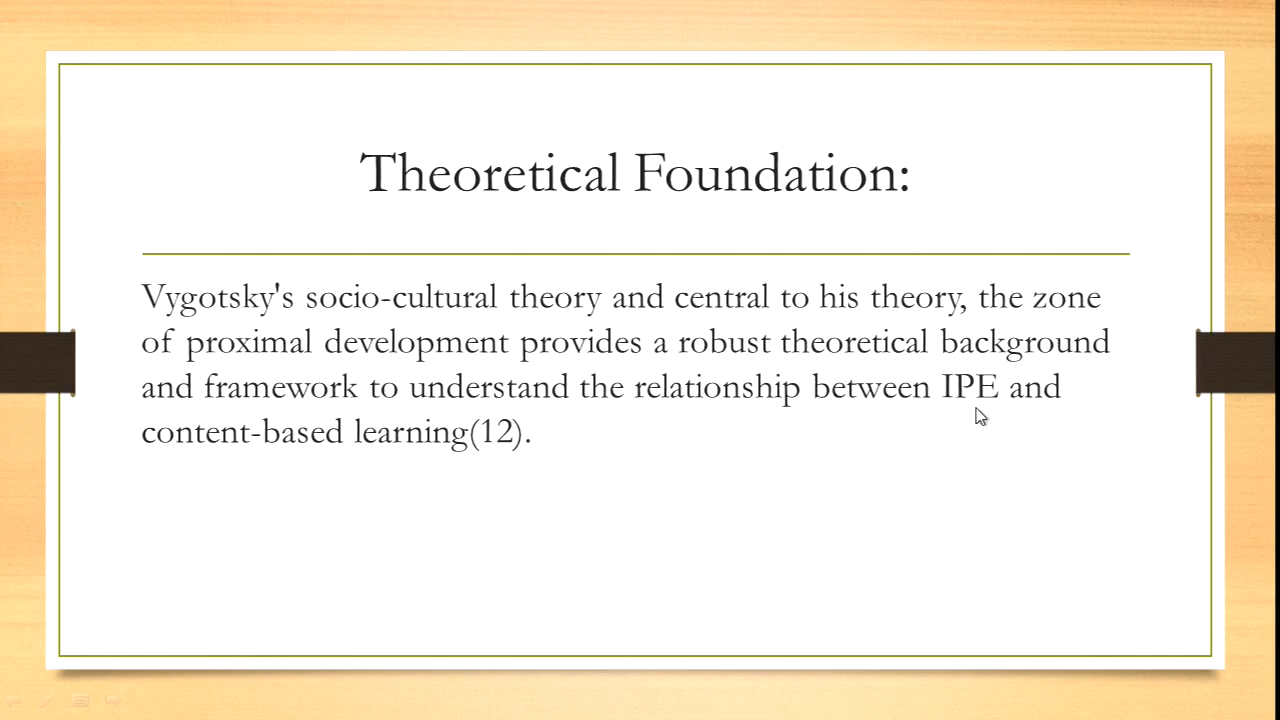 Theoretical Foundation:
Vygotsky's socio-cultural theory and central to his theory, the zone
of proximal development provides a robust theoretical background
and framework to understand the relationship between IPE and
content-based learning(12).